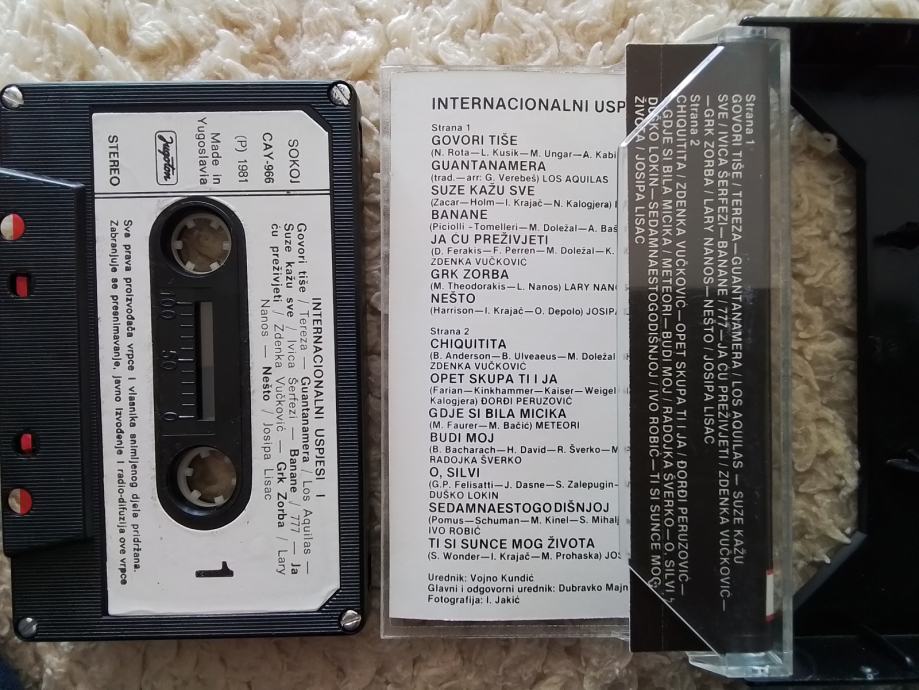 SOKOJ
CAY-966
(P) 1981
Made in
Yugoslavia
Jugoton
STEREO
INTERNACIONALNI USPJESI I
Govori tiše / Tereza — Guantanamera / Los Aquilas —
Suze kažu sve / Ivica Šerfezi — Banane / 777 — Ja
ću preživjeti / Zdenka Vučković — Grk Zorba / Lary
Nanos — Nešto / Josipa Lisac
1
100 50 0
Sva prava proizvođača vrpce i vlasnika snimljenog djela pridržana.
Zabranjuje se presnimavanje, javno izvođenje i radio-difuzija ove vrpce
INTERNACIONALNI USP
Strana 1
GOVORI TIŠE
(N. Rota—L. Kusik—M. Ungar—A. Kabi
GUANTANAMERA
(trad.—arr: G. Verebeš) LOS AQUILAS
SUZE KAŽU SVE
(Zacar—Holm—I. Krajač—N. Kalogjera)
BANANE
(Piciolli-Tomelleri—M. Doležal—A. Baš
JA ĆU PREŽIVJETI
(D. Ferakis—F. Perren—M. Doležal—K.
ZDENKA VUČKOVIĆ
GRK ZORBA
(M. Theodorakis—L. Nanos) LARY NANO
NEŠTO
(Harrison—I. Krajač—O. Depolo) JOSIPA
Strana 2
CHIQUITITA
(B. Anderson—B. Ulveaeus—M. Doležal
ZDENKA VUČKOVIĆ
OPET SKUPA TI I JA
(Farian—Kinkhammer—Kaiser—Weigel
Kalogjera) ĐORĐI PERUZOVIĆ
GDJE SI BILA MICIKA
(M. Faurer—M. Bačić) METEORI
BUDI MOJ
(B. Bacharach—H. David—R. Šverko—M
RADOJKA ŠVERKO
O, SILVI
(G.P. Felisatti—J. Dasne—S. Zalepugin—
DUŠKO LOKIN
SEDAMNAESTOGODIŠNJOJ
(Pomus—Schuman—M. Kinel—S. Mihalj
IVO ROBIĆ
TI SI SUNCE MOG ŽIVOTA
(S. Wonder—I. Krajač—M. Prohaska) JOS
Urednik: Vojno Kundić
Glavni i odgovorni urednik: Dubravko Majn
Fotografija: I. Jakić
Strana 1
GOVORI TIŠE / TEREZA—GUANTANAMERA / LOS AQUILAS — SUZE KAŽU
SVE / IVICA ŠERFEZI—BANANE / 777—JA ĆU PREŽIVJETI / ZDENKA VUČKOVIĆ—
—GRK ZORBA / LARY NANOS—NEŠTO / JOSIPA LISAC
Strana 2
CHIQUITITA / ZDENKA VUČKOVIĆ—OPET SKUPA TI I JA / ĐORĐI PERUZOVIĆ—
GDJE SI BILA MICIKA / METEORI—BUDI MOJ / RADOJKA ŠVERKO—O, SILVI /
DUŠKO LOKIN—SEDAMNAESTOGODIŠNJOJ / IVO ROBIĆ—TI SI SUNCE MOG
ŽIVOTA / JOSIPA LISAC